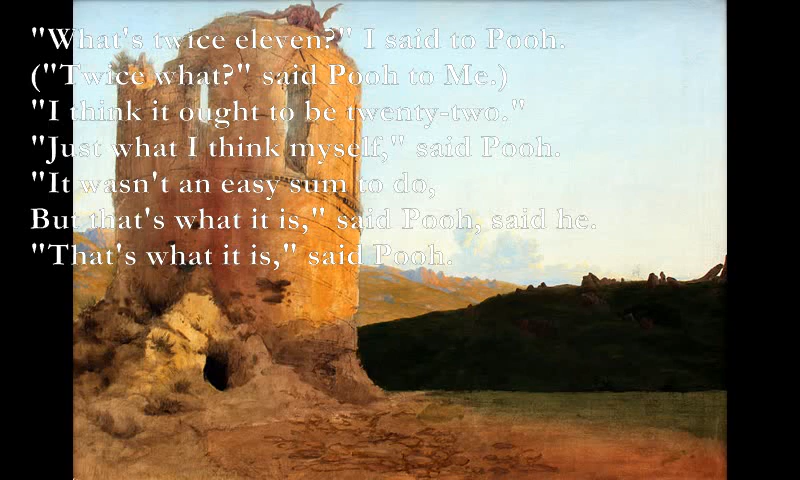 "What's twice eleven?" I said to Pooh.
("Twice what?" said Pooh to Me.)
"I think it ought to be twenty-two."
"Just what I think myself," said Pooh.
"It wasn't an easy sum to do,
But that's what it is," said Pooh, said he.
"That's what it is," said Pooh.